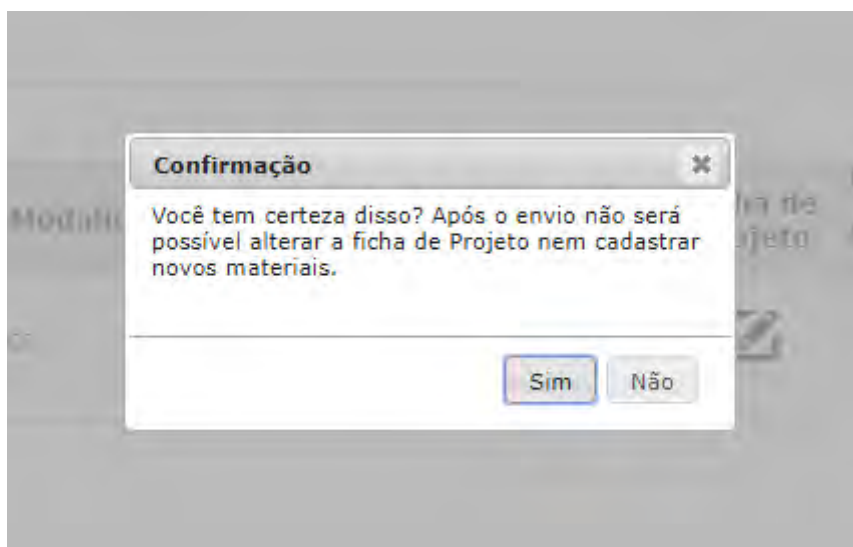 Confirmação
Você tem certeza disso? Após o envio não será
possível alterar a ficha de Projeto nem cadastrar
novos materiais.
Sim Não